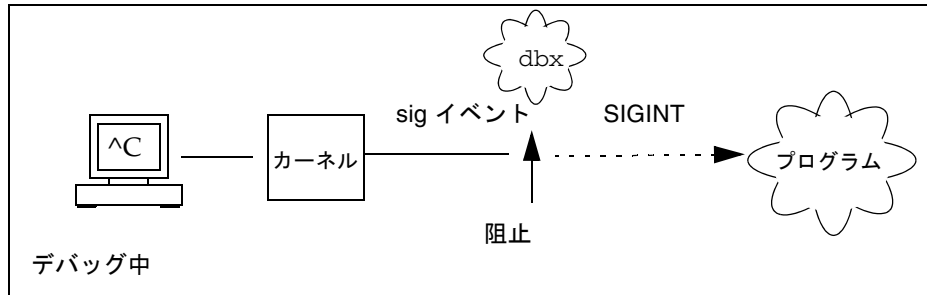 dbx
sig イベント
SIGINT
^C
カーネル
プログラム
阻止
デバッグ中